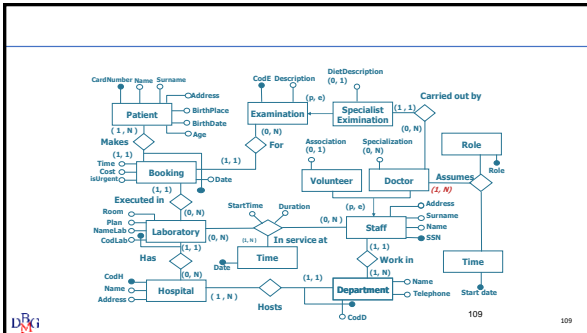 CodE Description
DietDescription
(0, 1)
CardNumber Name Surname
Address
Patient
BirthPlace
BirthDate
Age
Examination
(p, e)
Specialist
Eximination
(1 , 1)
Carried out by
(0, N)
(1 , N)
Makes
(0, N)
For
Association
(0, 1)
Specialization
(0, N)
Role
Role
(1, 1)
Time
Cost
isUrgent
Booking
(1, 1)
Date
Volunteer
Doctor
Assumes
(1, N)
(1, 1)
Executed in
(0, N)
StartTime
Duration
(p, e)
Address
Surname
Name
SSN
Room
Plan
NameLab
CodLab
Laboratory
(0, N)
(0, N)
Staff
(1, N)
In service at
(1, 1)
Has
(1, 1)
Date
Time
Work in
Time
(0, N)
CodH
Name
Address
Hospital
(1 , N)
Hosts
(1, 1)
(1, N)
Department
Name
Telephone
CodD
Start date
DBMG
109
109